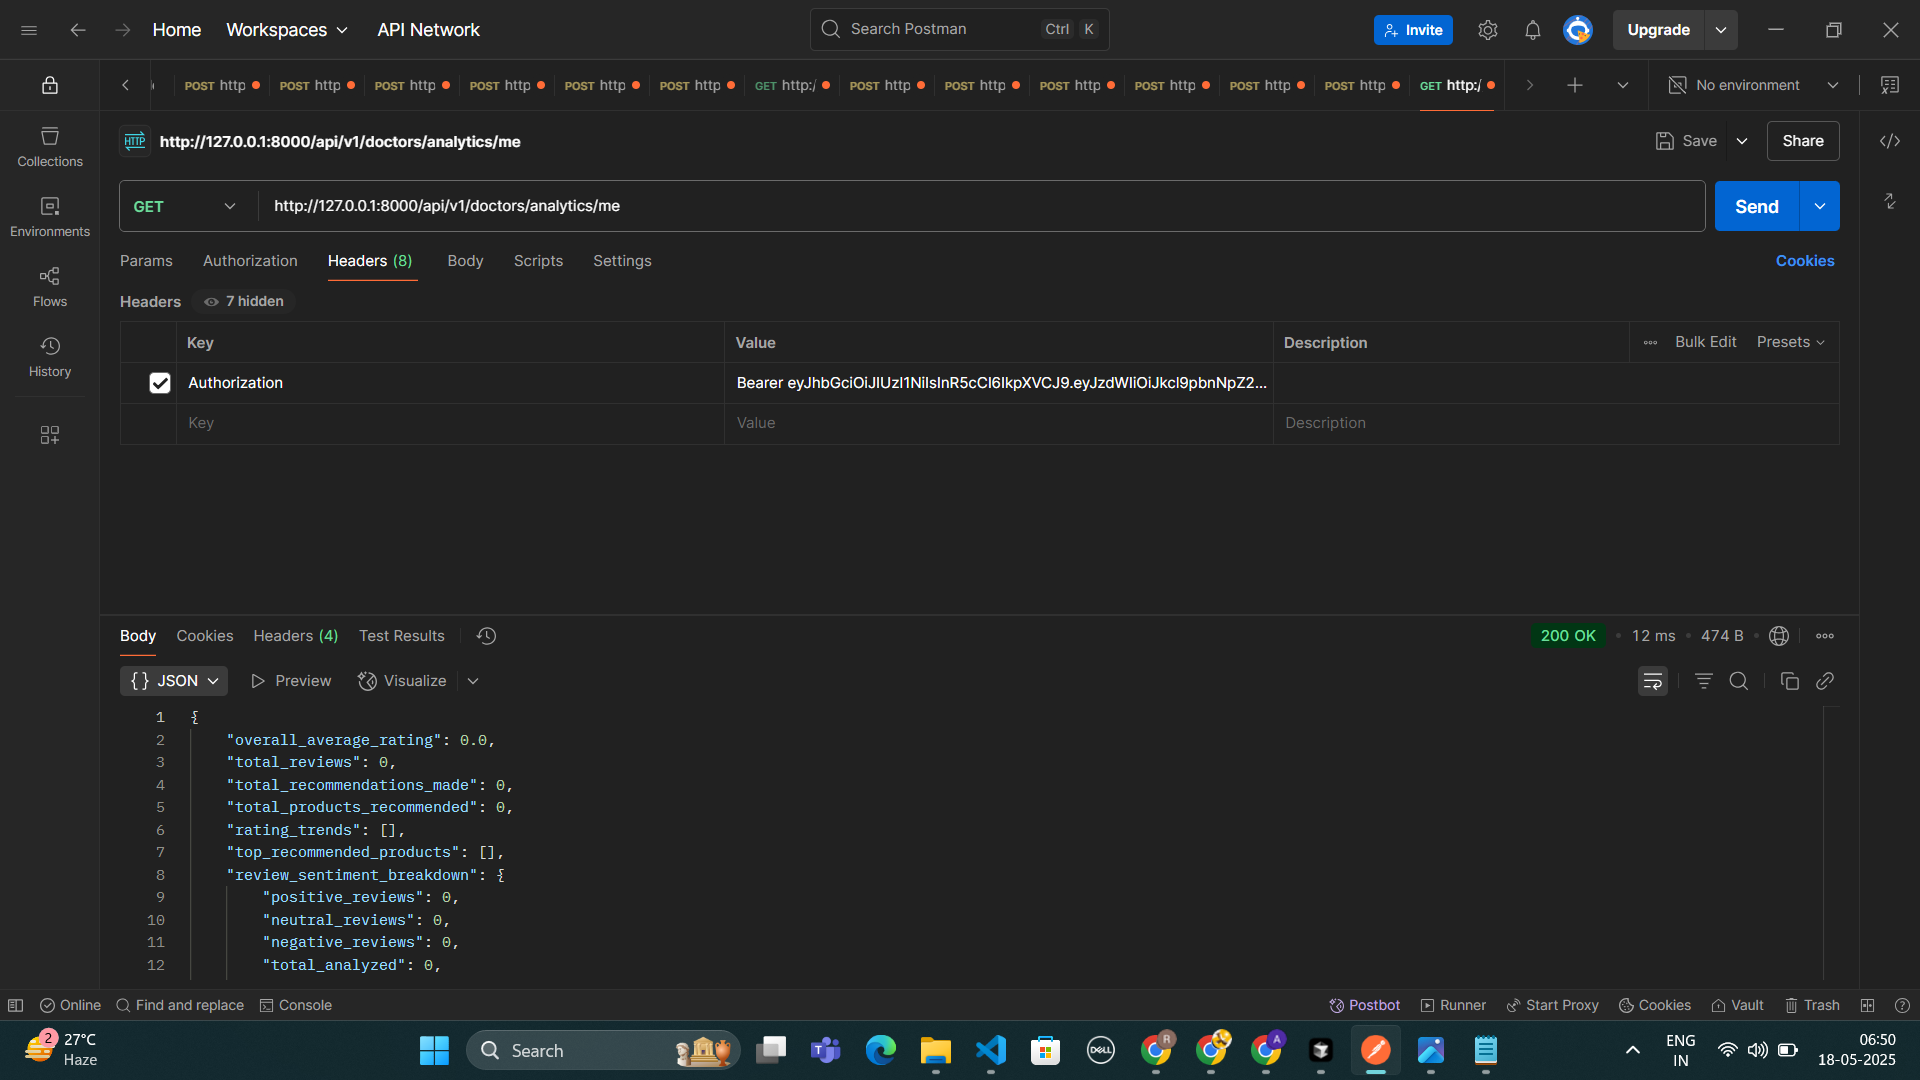 Home Workspaces API Network Search Postman Ctrl K Invite Upgrade
POST http POST http POST http POST http POST http POST http GET http:/ POST http POST http POST http POST http POST http POST http GET http:/ No environment
HTTP http://127.0.0.1:8000/api/v1/doctors/analytics/me Save Share
GET http://127.0.0.1:8000/api/v1/doctors/analytics/me Send
Params Authorization Headers (8) Body Scripts Settings Cookies
Headers 7 hidden
Key Value Description Bulk Edit Presets
Authorization
Key Value Description
Collections
Environments
Flows
History
Body Cookies Headers (4) Test Results 200 OK 12 ms 474 B
{} JSON Preview Visualize
1 {
2 "overall_average_rating": 0.0,
3 "total_reviews": 0,
4 "total_recommendations_made": 0,
5 "total_products_recommended": 0,
6 "rating_trends": [],
7 "top_recommended_products": [],
8 "review_sentiment_breakdown": {
9 "positive_reviews": 0,
10 "neutral_reviews": 0,
11 "negative_reviews": 0,
12 "total_analyzed": 0,
Online Find and replace Console Postbot Runner Start Proxy Cookies Vault Trash
2 27°C
Haze
Search
DELL
R
A
ENG
IN
06:50
18-05-2025